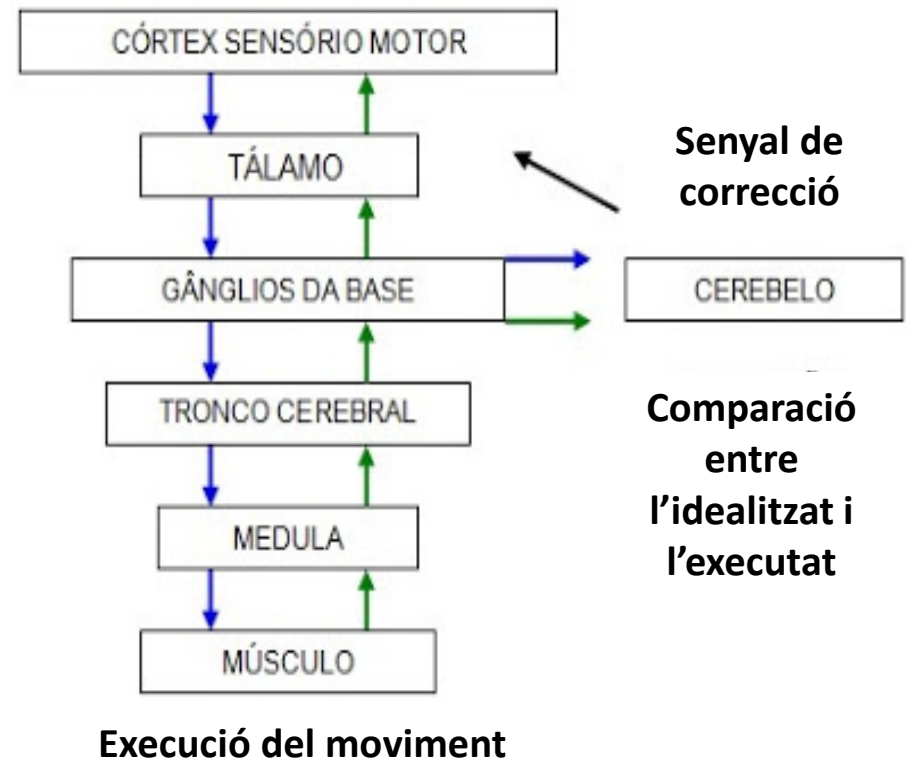 CÓRTEX SENSÓRIO MOTOR
TÁLAMO
Senyal de
correcció
GÂNGLIOS DA BASE
CEREBELO
TRONCO CEREBRAL
Comparació
entre
l’idealitzat i
l’executat
MEDULA
MÚSCULO
Execució del moviment